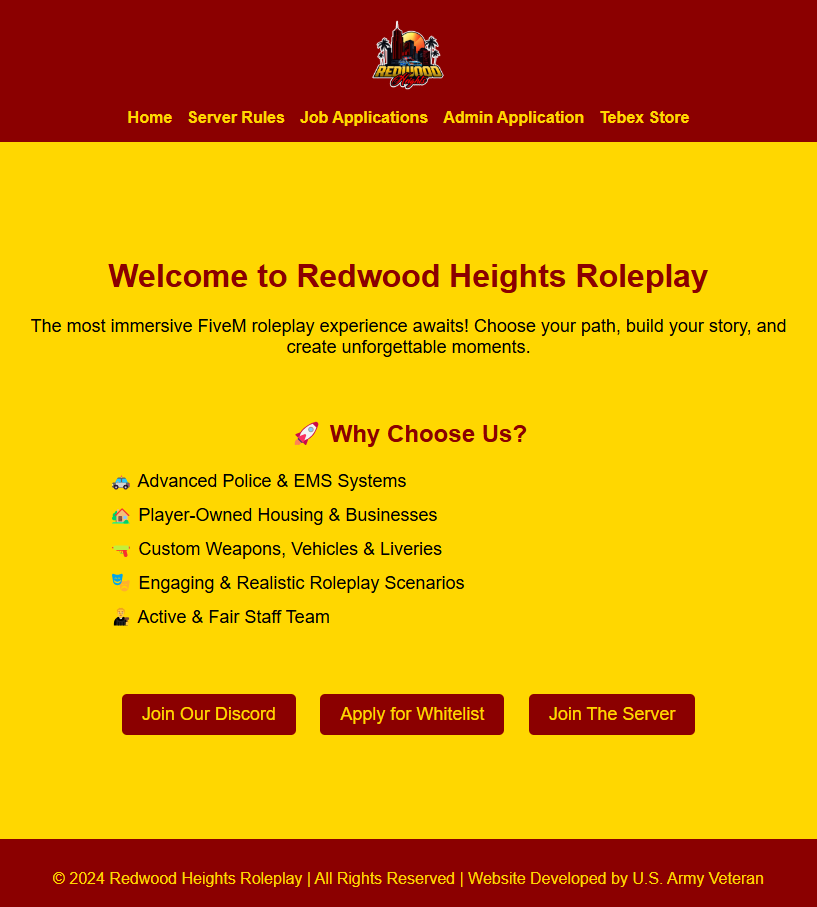 REDWOOD
Heights
Home Server Rules Job Applications Admin Application Tebex Store
Welcome to Redwood Heights Roleplay
The most immersive FiveM roleplay experience awaits! Choose your path, build your story, and
create unforgettable moments.
🚀 Why Choose Us?
🚓 Advanced Police & EMS Systems
🏡 Player-Owned Housing & Businesses
🔫 Custom Weapons, Vehicles & Liveries
🎭 Engaging & Realistic Roleplay Scenarios
👨‍💻 Active & Fair Staff Team
Join Our Discord Apply for Whitelist Join The Server
© 2024 Redwood Heights Roleplay | All Rights Reserved | Website Developed by U.S. Army Veteran